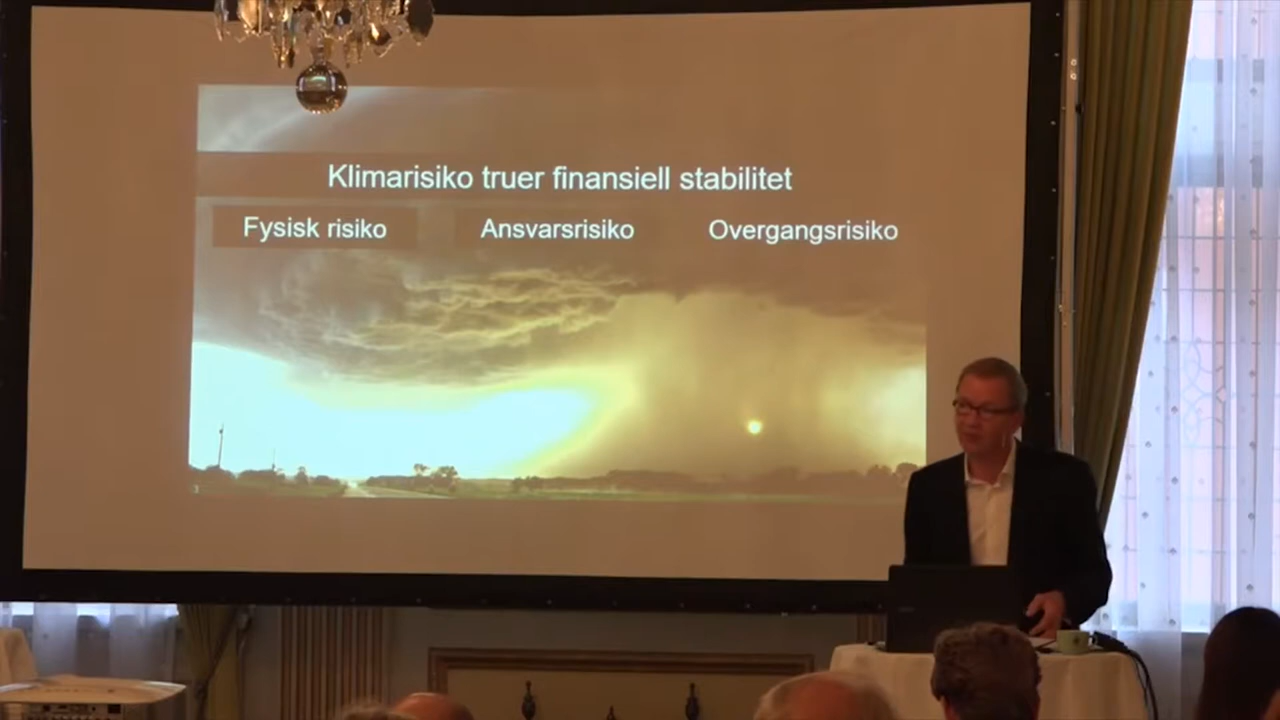 Klimarisiko truer finansiell stabilitet
Fysisk risiko
Ansvarsrisiko
Overgangsrisiko